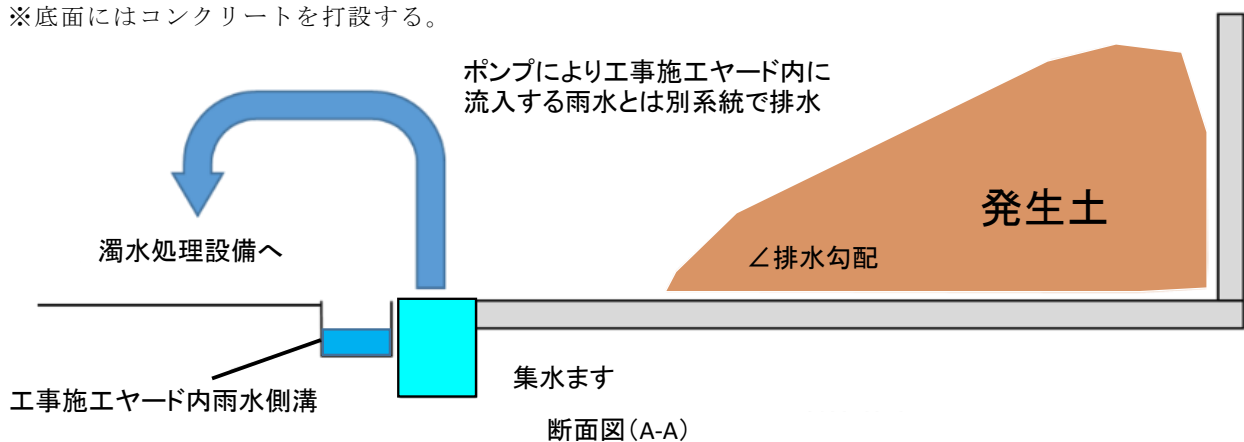 ※底面にはコンクリートを打設する。
ポンプにより工事施工ヤード内に
流入する雨水とは別系統で排水
発生土
濁水処理設備へ
∠排水勾配
集水ます
工事施工ヤード内雨水側溝
断面図(A-A)